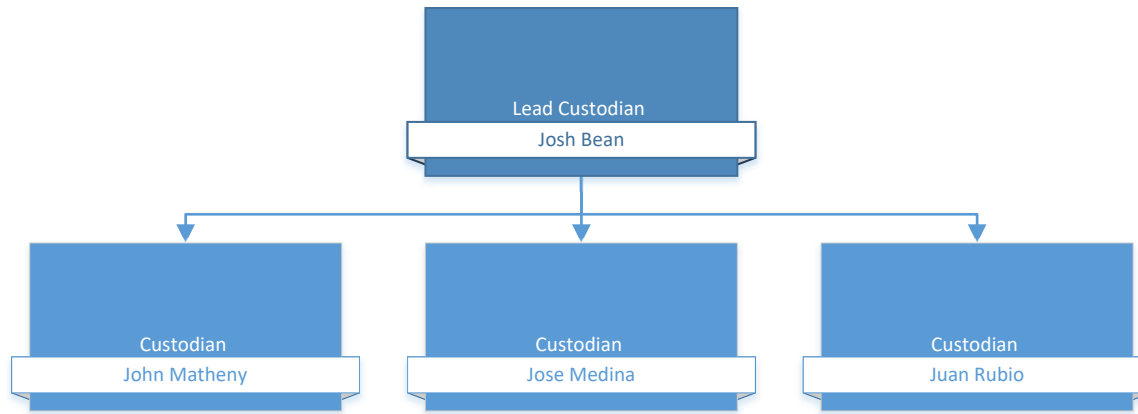 Lead Custodian
Josh Bean
Custodian
John Matheny
Custodian
Jose Medina
Custodian
Juan Rubio